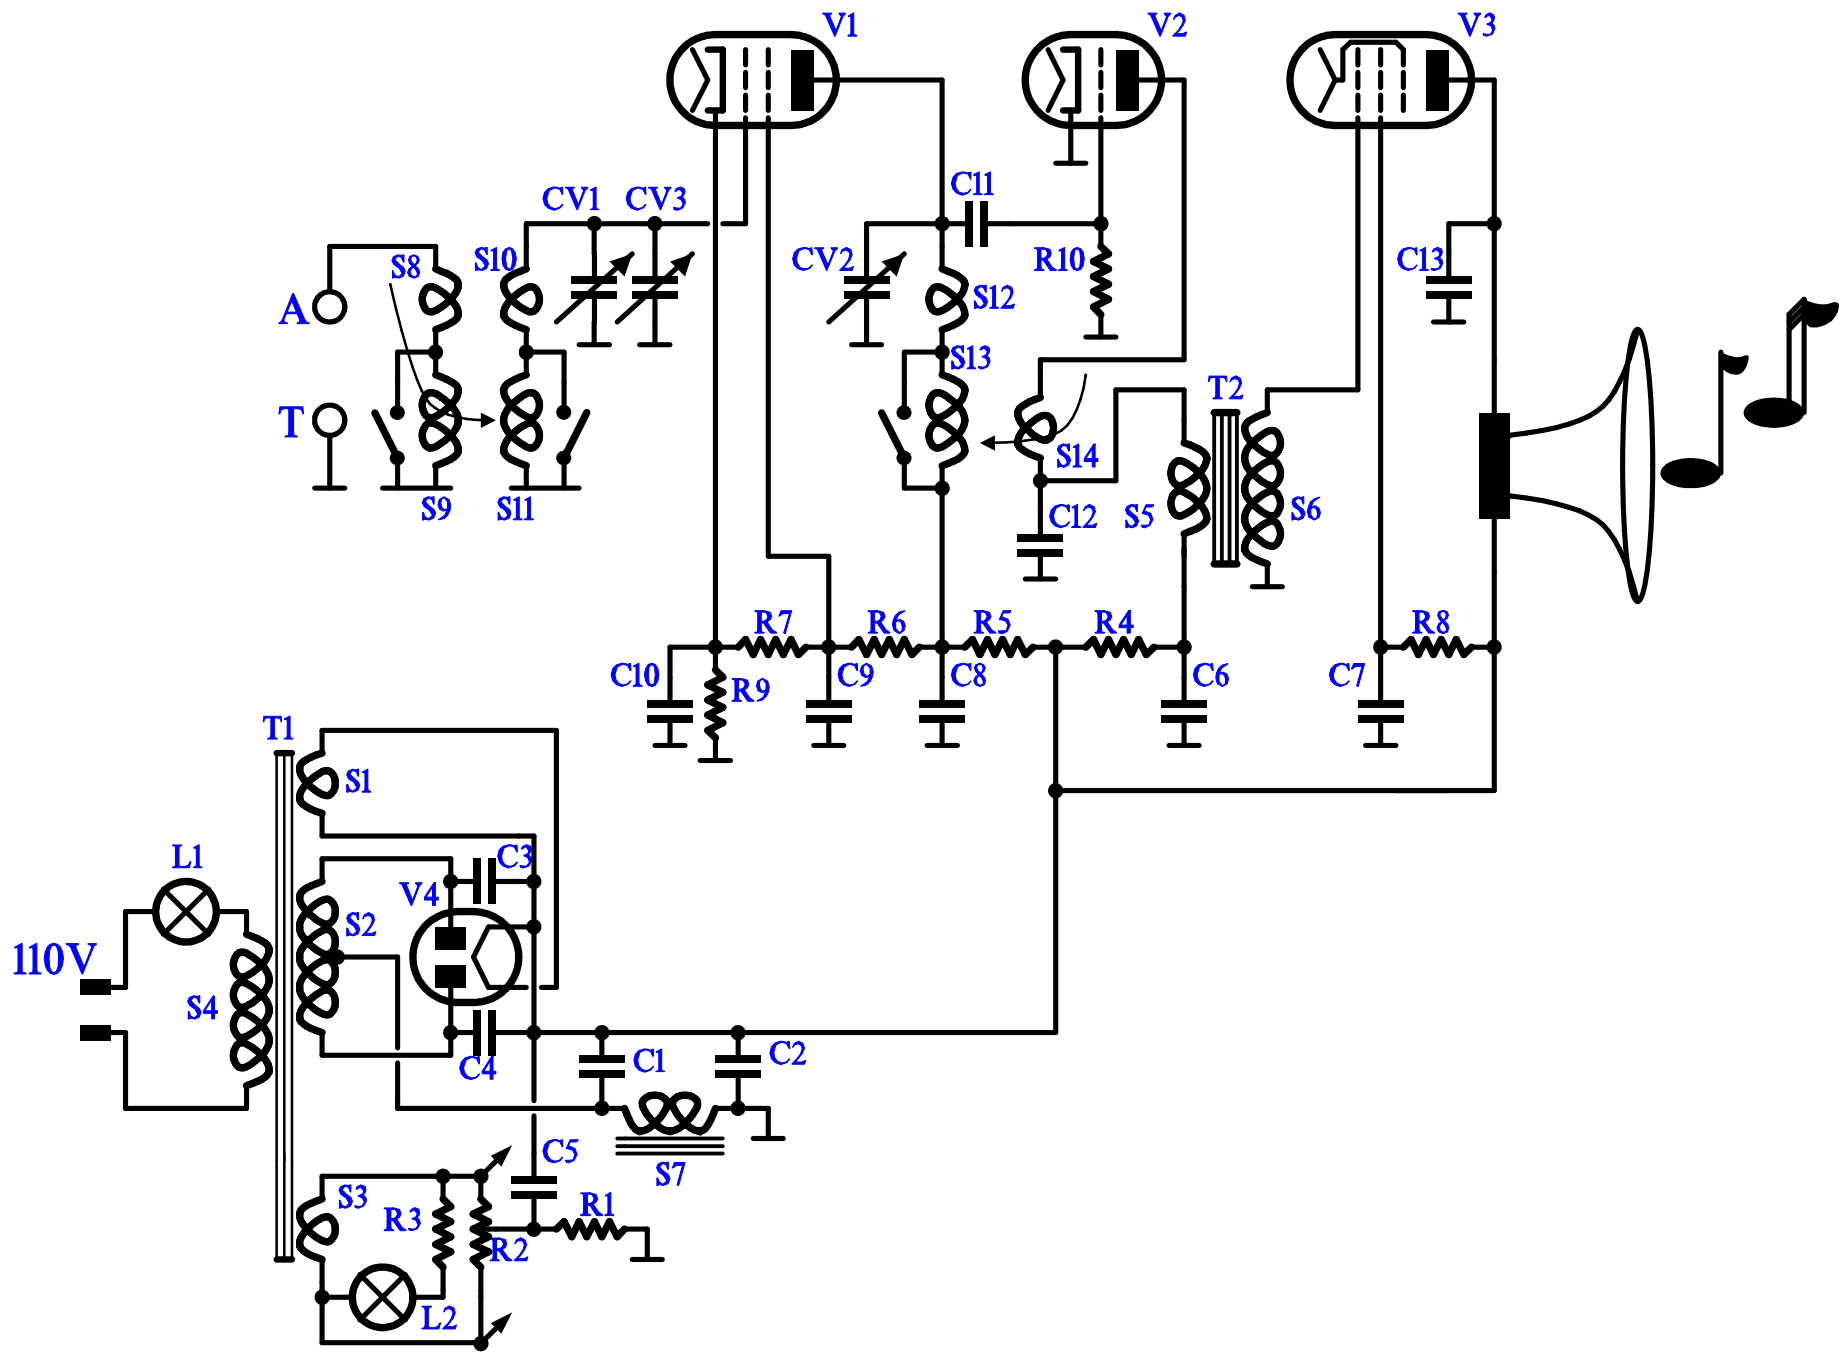 V1 V2 V3
CV1 CV3 C11
S8 S10 CV2 R10 C13
A S12
S13
T T2
S9 S11 S14 C12 S5 S6
R7 R6 R5 R4 R8
C10 R9 C9 C8 C6 C7
T1
S1
L1 C3
V4
S2
110V
S4
C4 C1 C2
C5
S7
S3 R3 R1
R2
L2